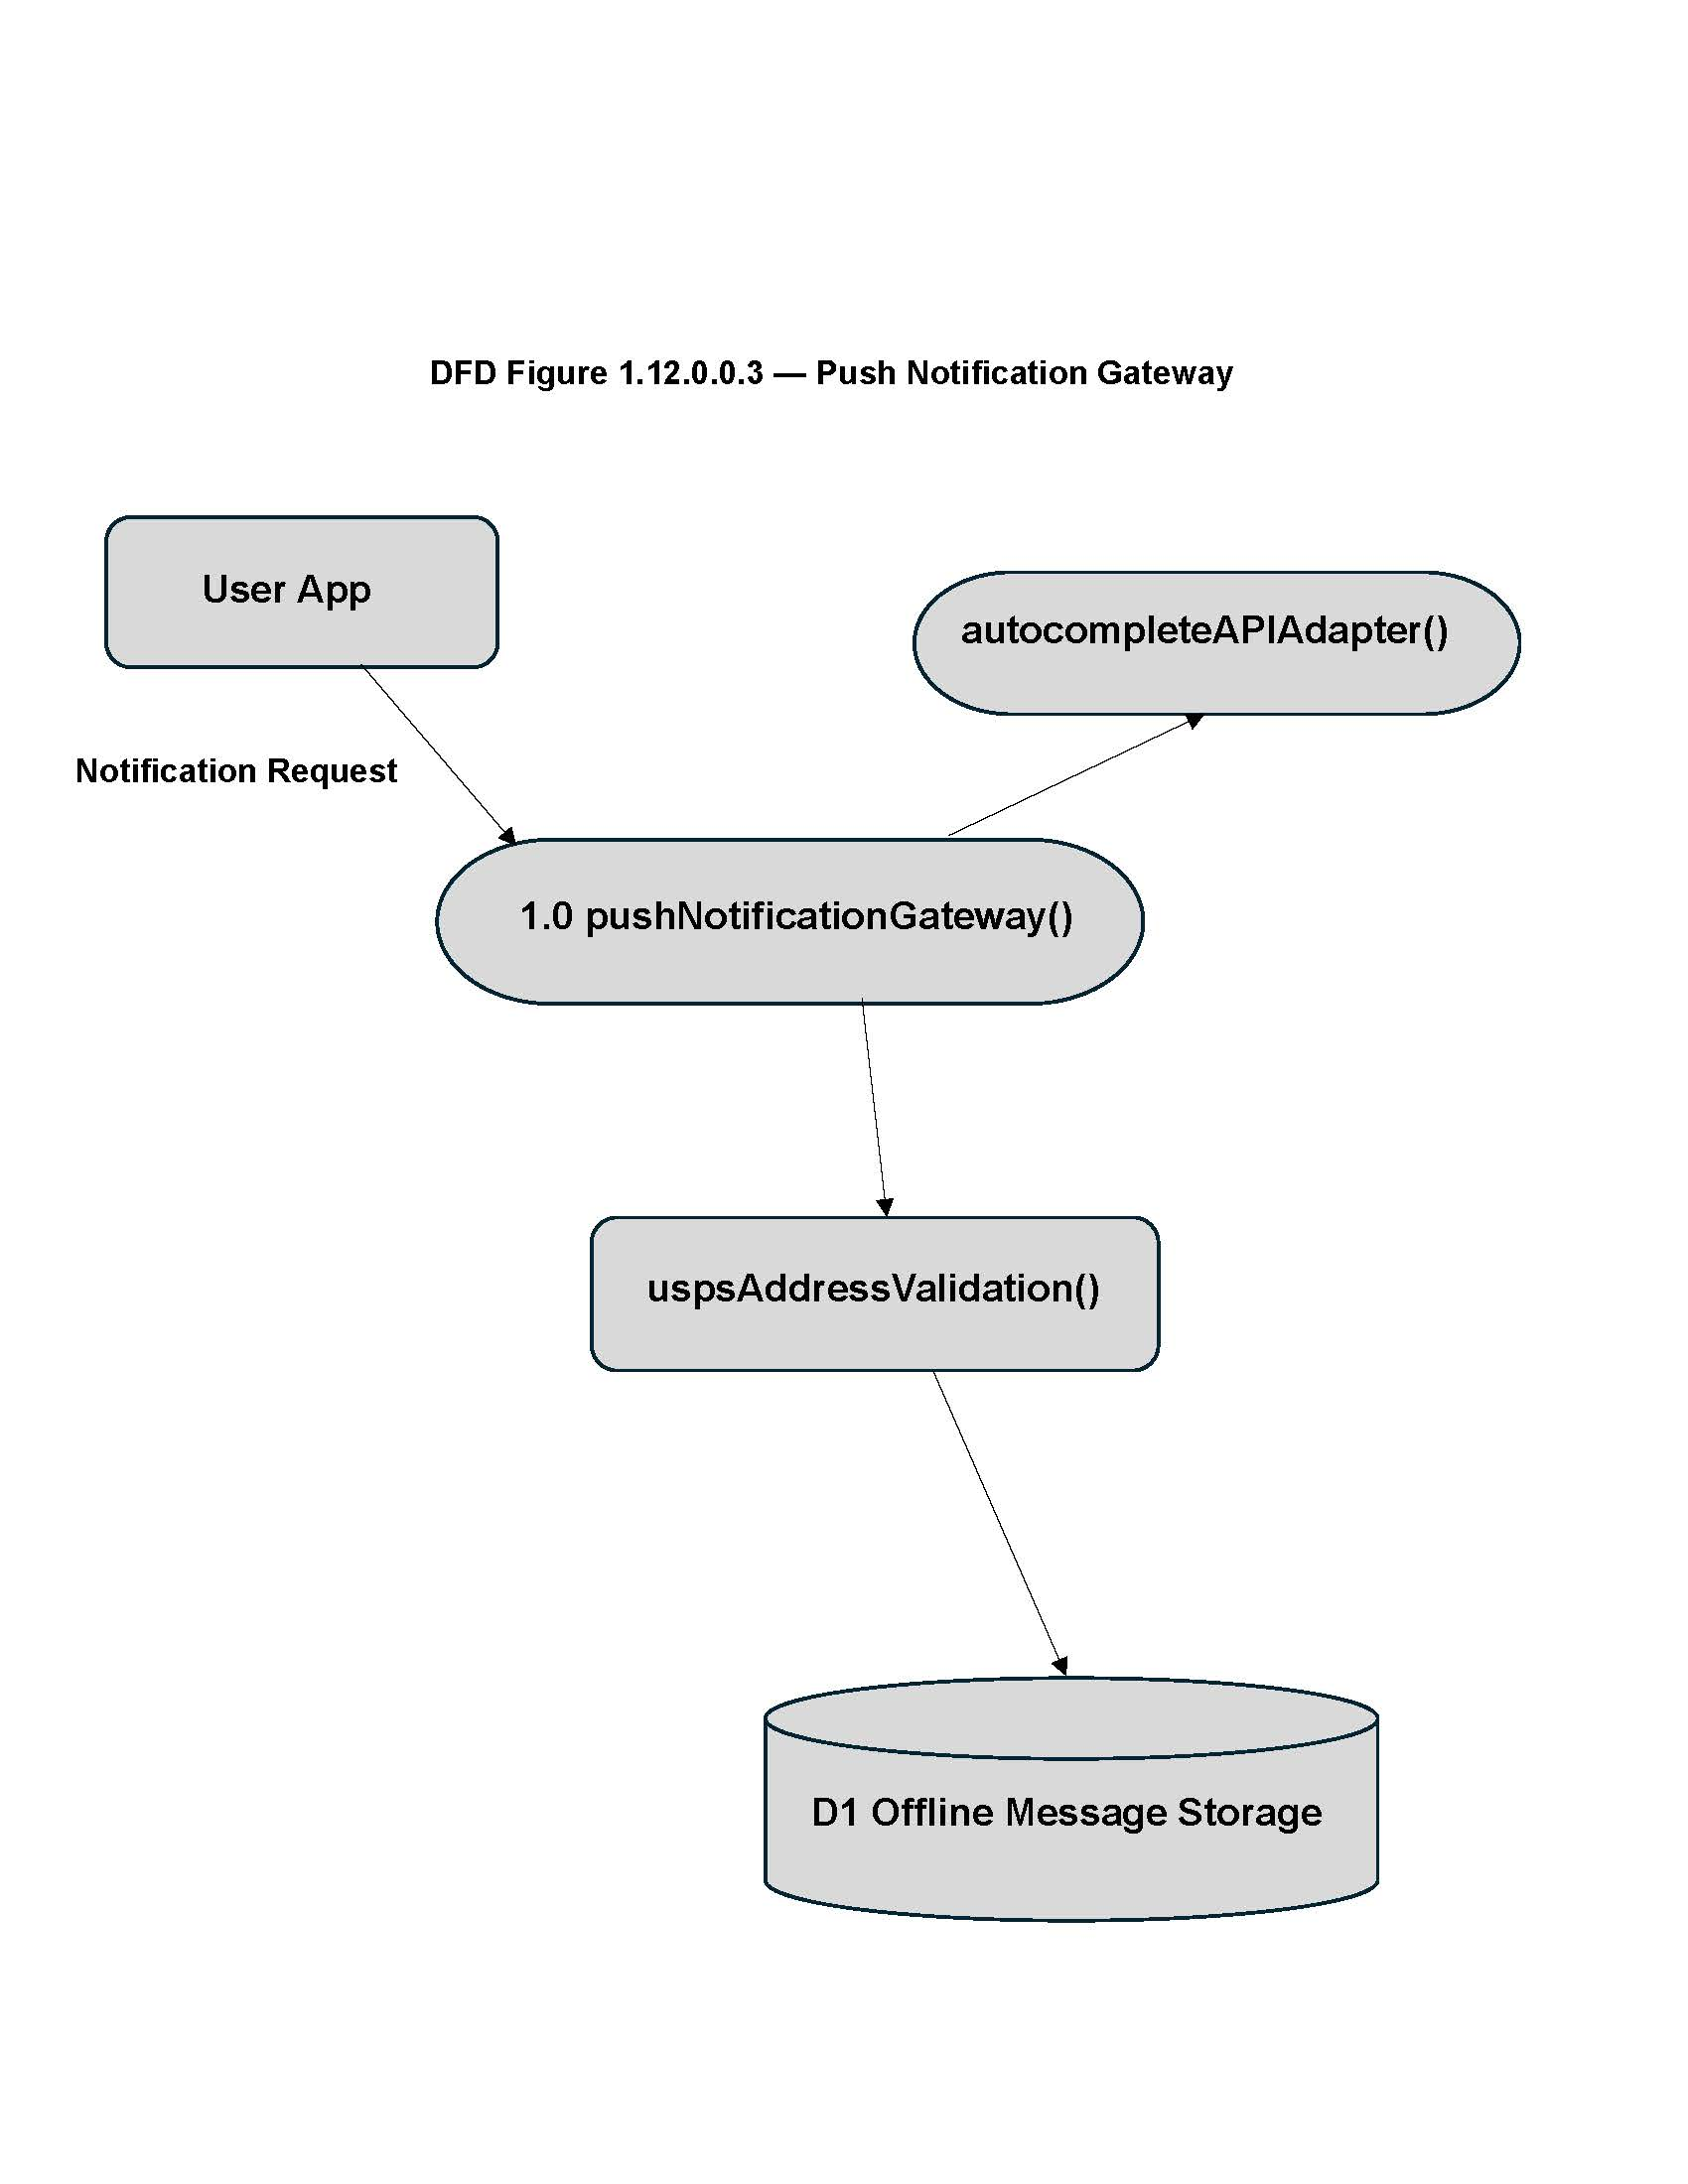 DFD Figure 1.12.0.0.3 — Push Notification Gateway
User App
autocompleteAPIAdapter()
Notification Request
1.0 pushNotificationGateway()
uspsAddressValidation()
D1 Offline Message Storage